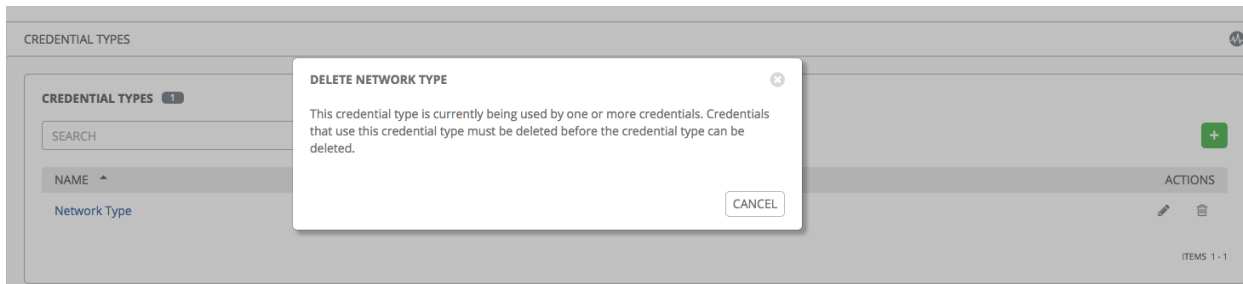 CREDENTIAL TYPES
DELETE NETWORK TYPE
This credential type is currently being used by one or more credentials. Credentials
that use this credential type must be deleted before the credential type can be
deleted.
CANCEL
CREDENTIAL TYPES 1
SEARCH
+
NAME ACTIONS
Network Type
ITEMS 1 - 1